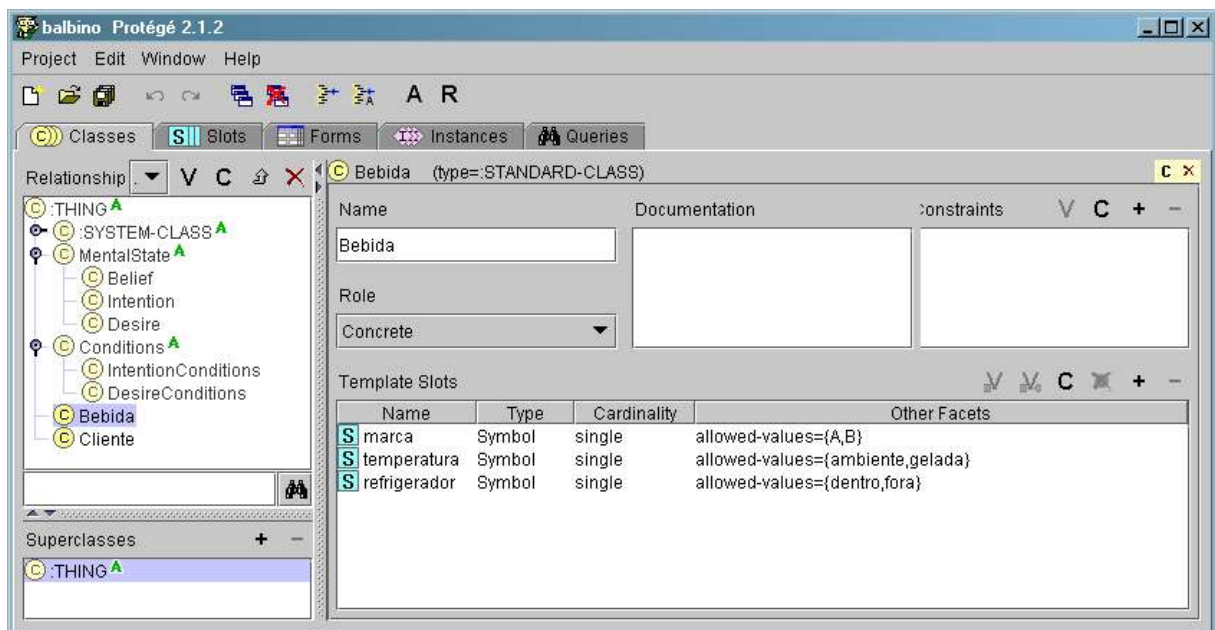 balbino Protégé 2.1.2
Project Edit Window Help
A R
C Classes S Slots Forms I Instances Queries
Relationship . V C
C :THING A
C :SYSTEM-CLASS A
C MentalState A
C Belief
C Intention
C Desire
C Conditions A
C IntentionConditions
C DesireConditions
C Bebida
C Cliente
Superclasses + −
C :THING A
C Bebida (type=:STANDARD-CLASS) C ×
Name Documentation onstraints V C + −
Bebida
Role
Concrete
Template Slots V V C + −
Name Type Cardinality Other Facets
S marca Symbol single allowed-values={A,B}
S temperatura Symbol single allowed-values={ambiente,gelada}
S refrigerador Symbol single allowed-values={dentro,fora}